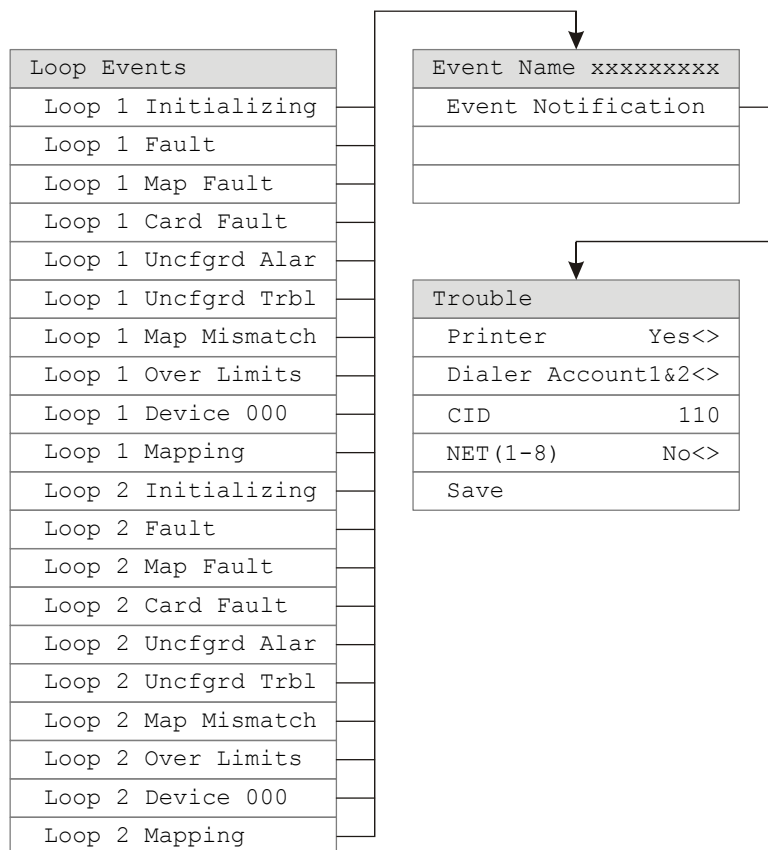 Loop Events
Loop 1 Initializing
Loop 1 Fault
Loop 1 Map Fault
Loop 1 Card Fault
Loop 1 Uncfgrd Alar
Loop 1 Uncfgrd Trbl
Loop 1 Map Mismatch
Loop 1 Over Limits
Loop 1 Device 000
Loop 1 Mapping
Loop 2 Initializing
Loop 2 Fault
Loop 2 Map Fault
Loop 2 Card Fault
Loop 2 Uncfgrd Alar
Loop 2 Uncfgrd Trbl
Loop 2 Map Mismatch
Loop 2 Over Limits
Loop 2 Device 000
Loop 2 Mapping
Event Name xxxxxxxxx
Event Notification
Trouble
Printer Yes<>
Dialer Account1&2<>
CID 110
NET(1-8) No<>
Save